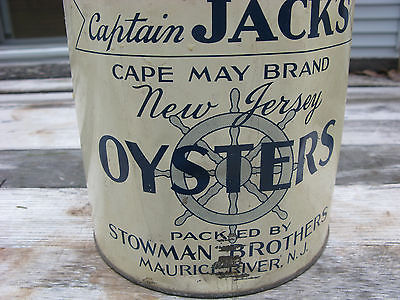 Captain JACKS'
CAPE MAY BRAND
New Jersey
OYSTERS
PACKED BY
STOWMAN BROTHERS
MAURICE RIVER, N.J.